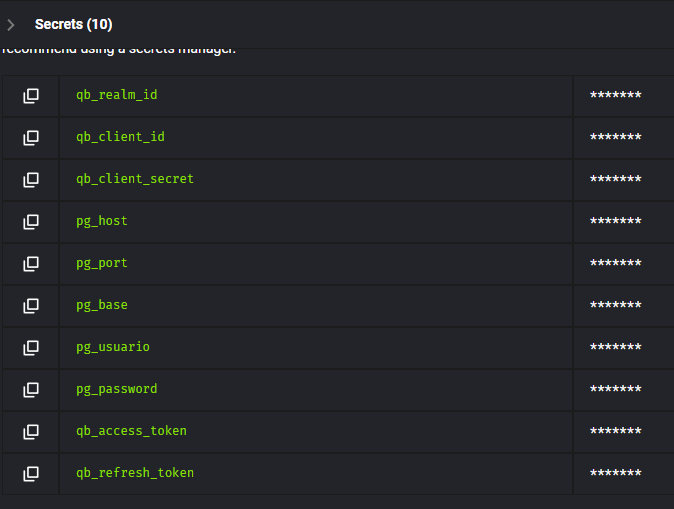 Secrets (10)
recommend using a secrets manager.
qb_realm_id *******
qb_client_id *******
qb_client_secret *******
pg_host *******
pg_port *******
pg_base *******
pg_usuario *******
pg_password *******
qb_access_token *******
qb_refresh_token *******